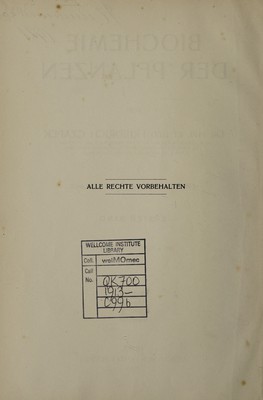 ALLE RECHTE VORBEHALTEN
WELLCOME INSTITUTE
LIBRARY
Coll. welMOmec
Call
No. QK700
1913-
C99b